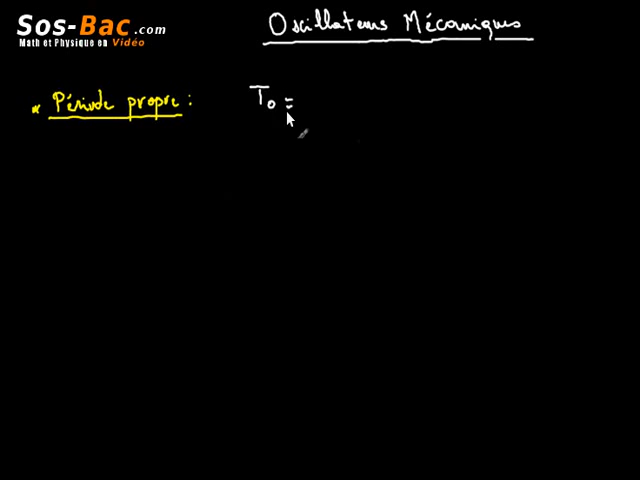 Sos-Bac.com
Math et Physique en Vidéo
Oscillateurs Mécaniques
* Période propre : T₀ =